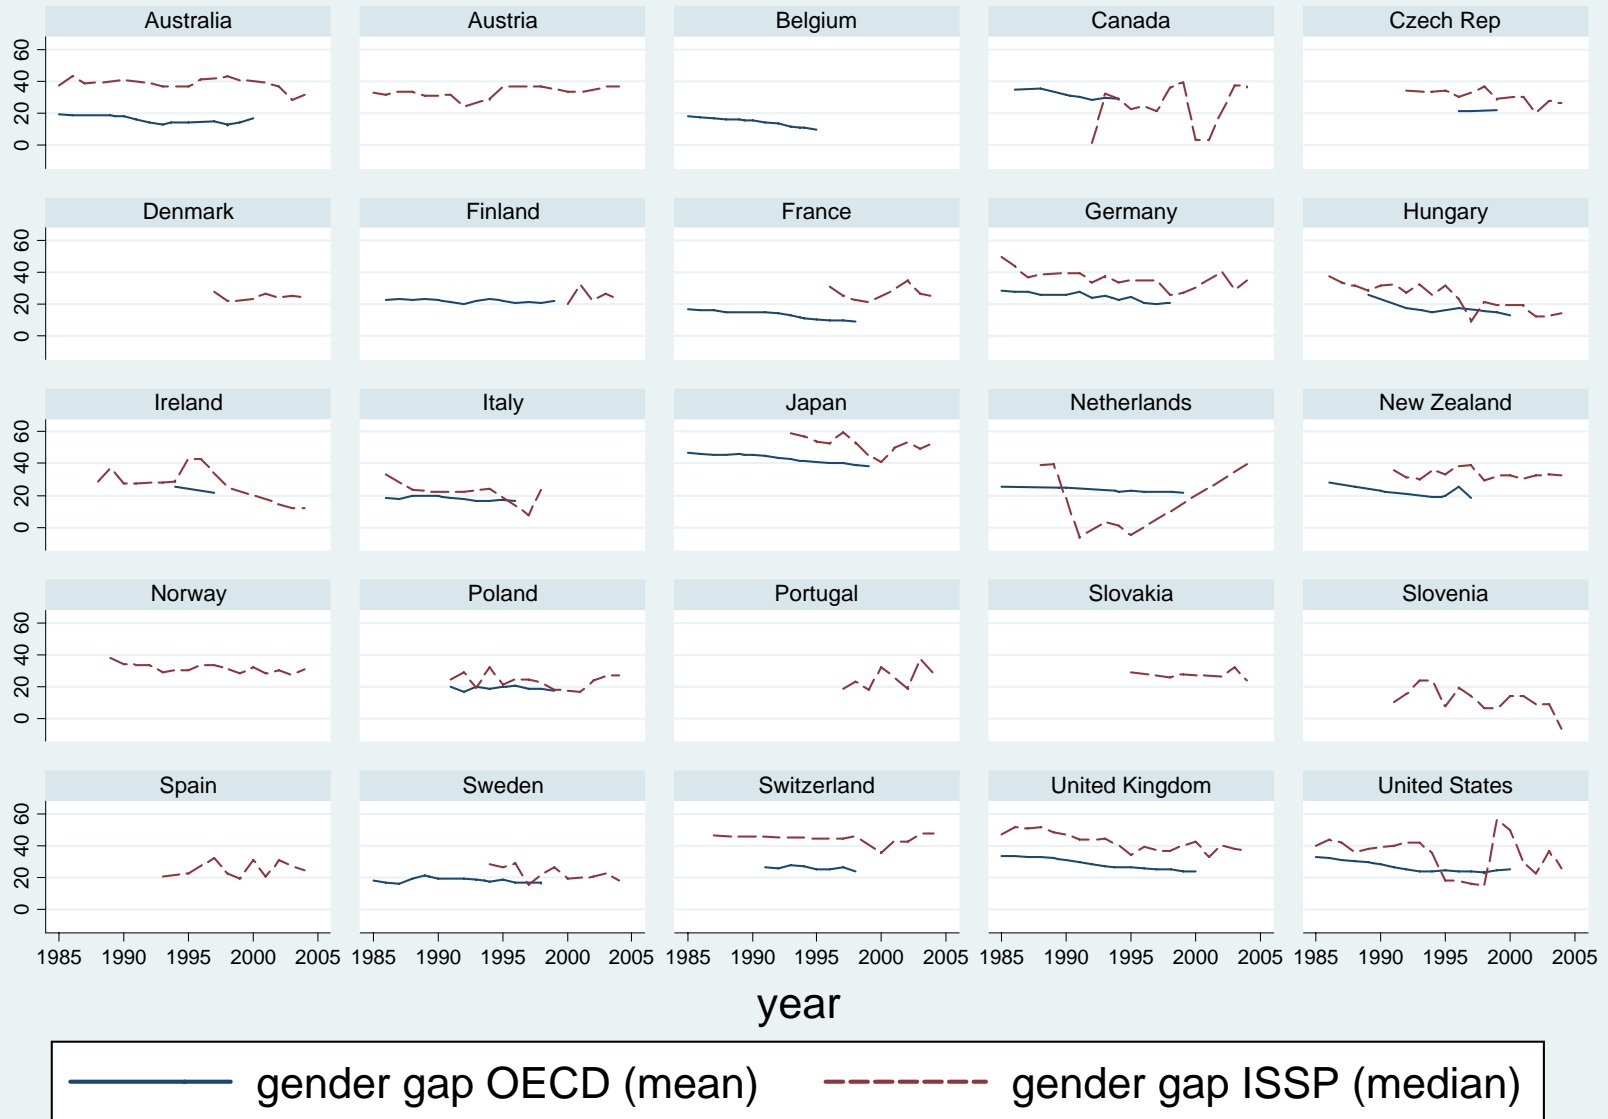 Australia Austria Belgium Canada Czech Rep
60
40
20
0
Denmark Finland France Germany Hungary
60
40
20
0
Ireland Italy Japan Netherlands New Zealand
60
40
20
0
Norway Poland Portugal Slovakia Slovenia
60
40
20
0
Spain Sweden Switzerland United Kingdom United States
60
40
20
0
1985 1990 1995 2000 2005 1985 1990 1995 2000 2005 1985 1990 1995 2000 2005 1985 1990 1995 2000 2005 1985 1990 1995 2000 2005
year
gender gap OECD (mean) gender gap ISSP (median)